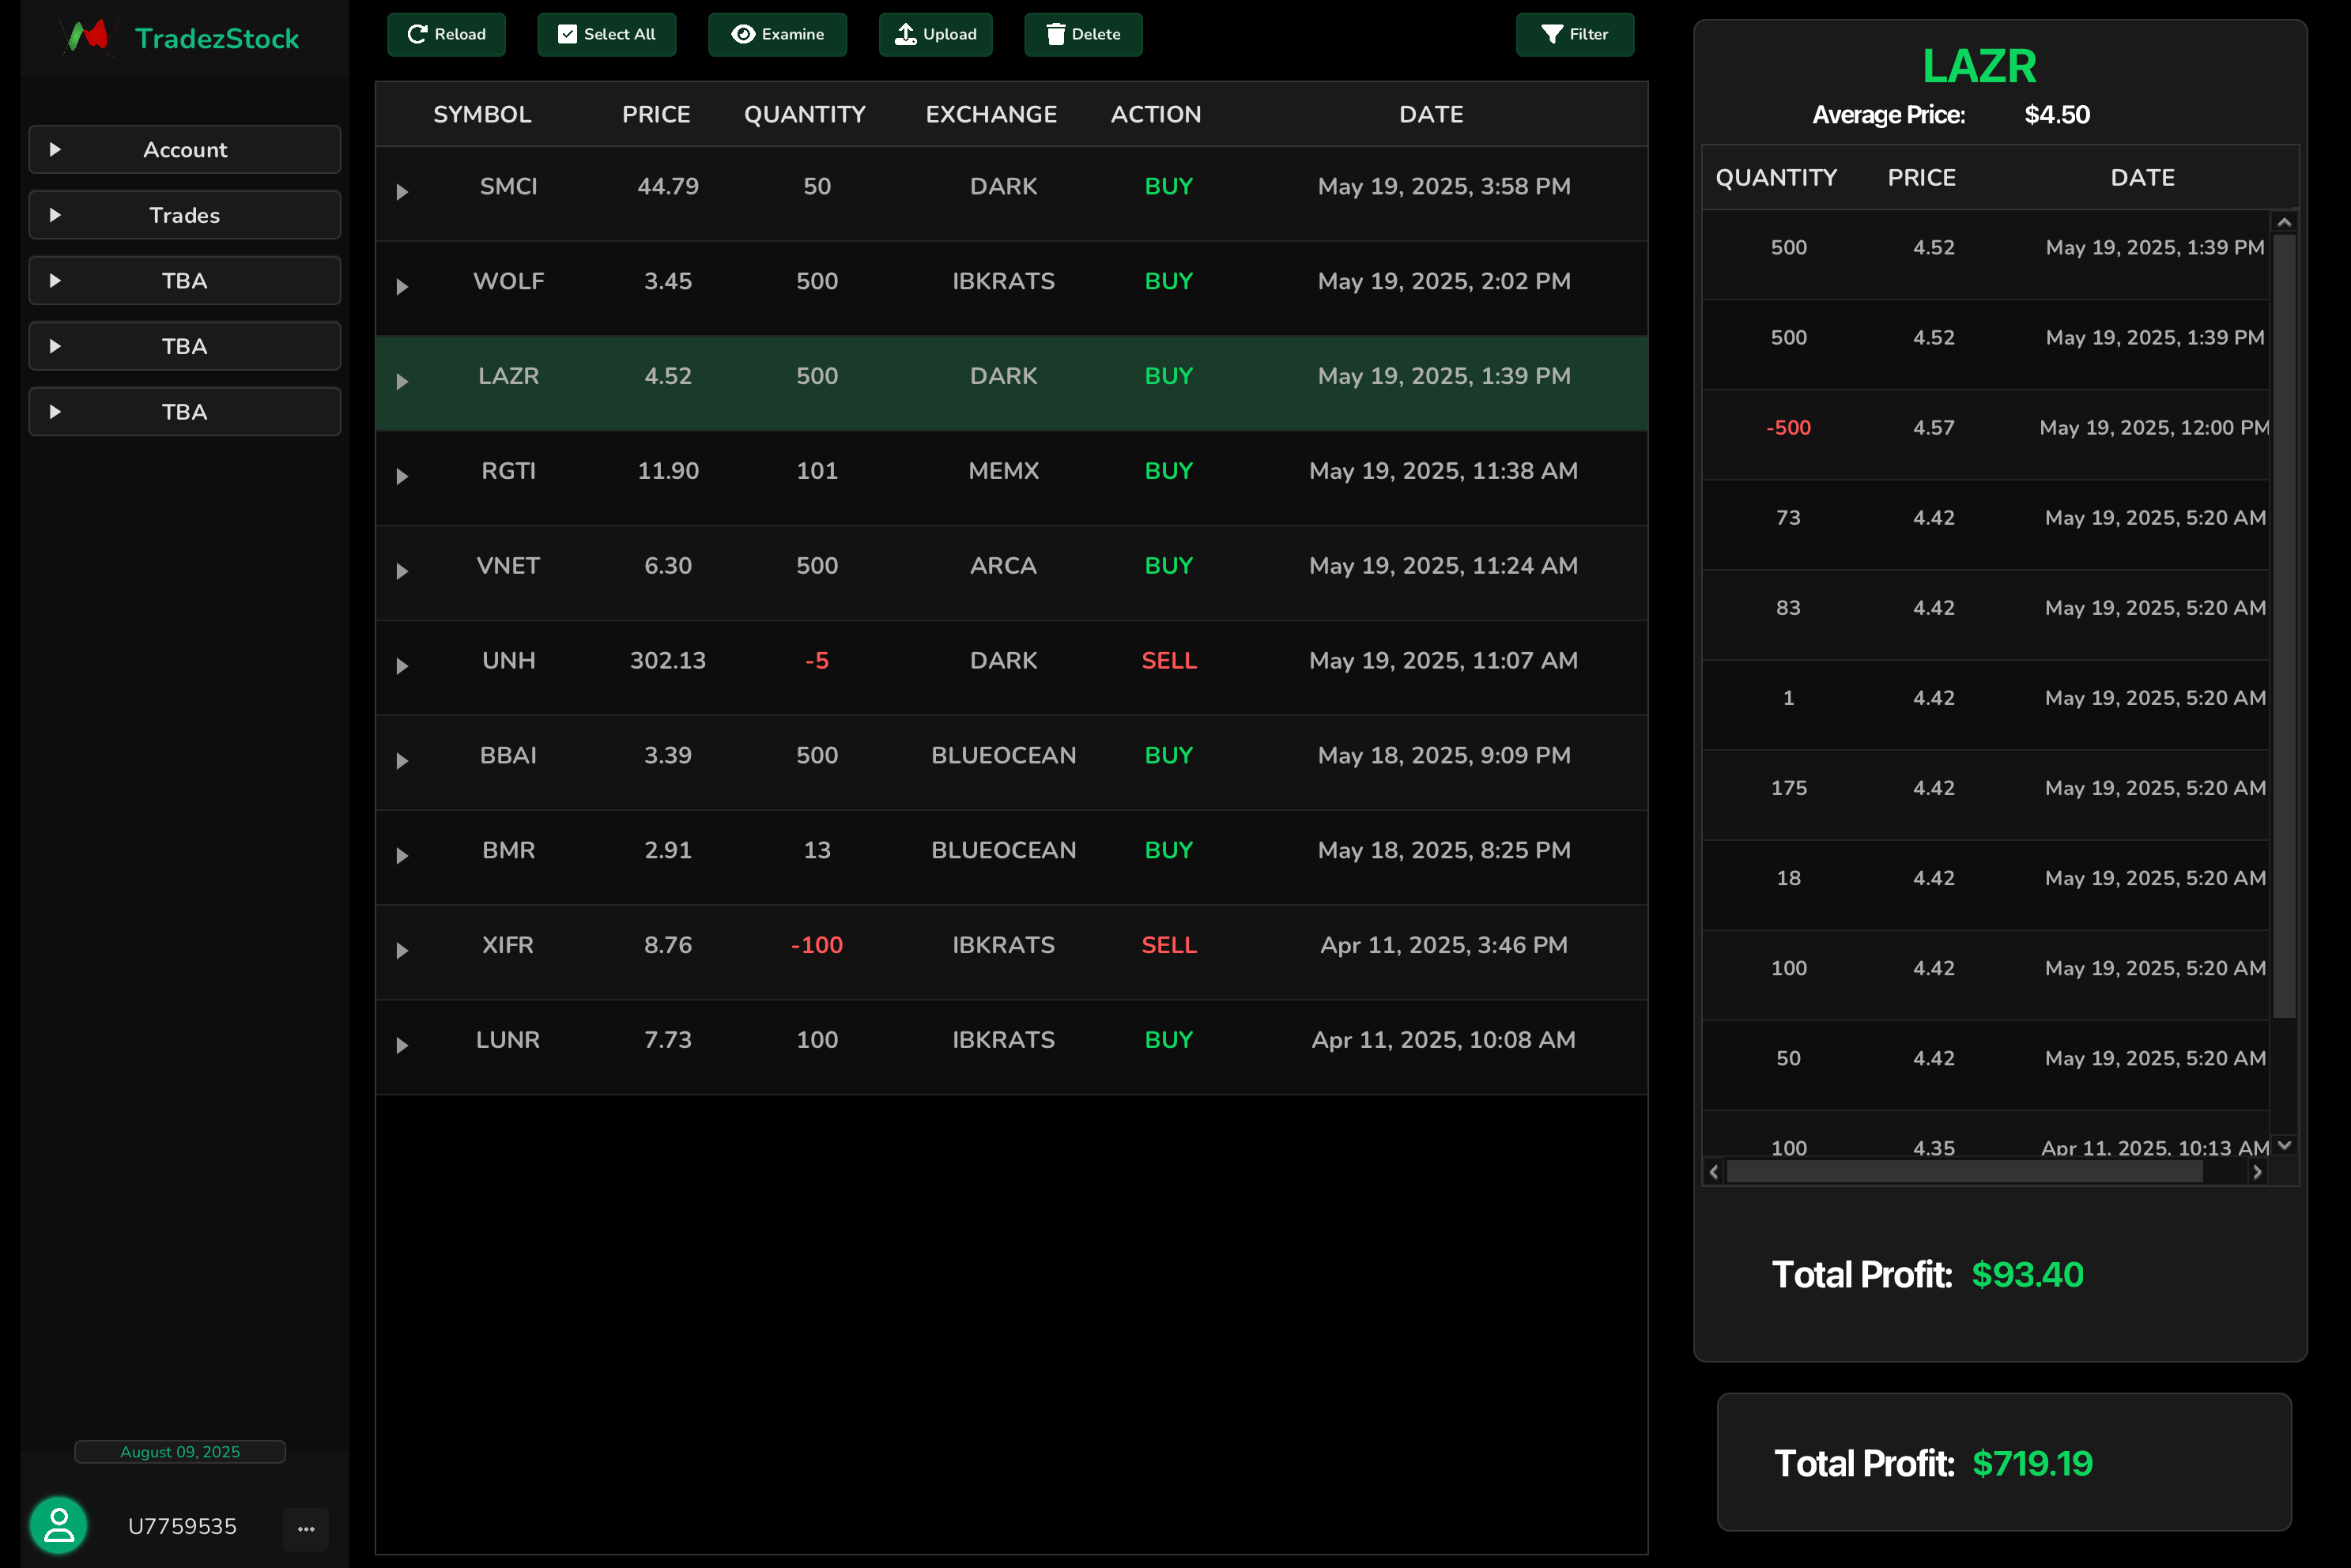 TradezStock
Account
Trades
TBA
TBA
TBA
August 09, 2025
U7759535
Reload Select All Examine Upload Delete Filter
SYMBOL PRICE QUANTITY EXCHANGE ACTION DATE
SMCI 44.79 50 DARK BUY May 19, 2025, 3:58 PM
WOLF 3.45 500 IBKRATS BUY May 19, 2025, 2:02 PM
LAZR 4.52 500 DARK BUY May 19, 2025, 1:39 PM
RGTI 11.90 101 MEMX BUY May 19, 2025, 11:38 AM
VNET 6.30 500 ARCA BUY May 19, 2025, 11:24 AM
UNH 302.13 -5 DARK SELL May 19, 2025, 11:07 AM
BBAI 3.39 500 BLUEOCEAN BUY May 18, 2025, 9:09 PM
BMR 2.91 13 BLUEOCEAN BUY May 18, 2025, 8:25 PM
XIFR 8.76 -100 IBKRATS SELL Apr 11, 2025, 3:46 PM
LUNR 7.73 100 IBKRATS BUY Apr 11, 2025, 10:08 AM
LAZR
Average Price: $4.50
QUANTITY PRICE DATE
500 4.52 May 19, 2025, 1:39 PM
500 4.52 May 19, 2025, 1:39 PM
-500 4.57 May 19, 2025, 12:00 PM
73 4.42 May 19, 2025, 5:20 AM
83 4.42 May 19, 2025, 5:20 AM
1 4.42 May 19, 2025, 5:20 AM
175 4.42 May 19, 2025, 5:20 AM
18 4.42 May 19, 2025, 5:20 AM
100 4.42 May 19, 2025, 5:20 AM
50 4.42 May 19, 2025, 5:20 AM
100 4.35 Apr 11, 2025, 10:13 AM
Total Profit: $93.40
Total Profit: $719.19